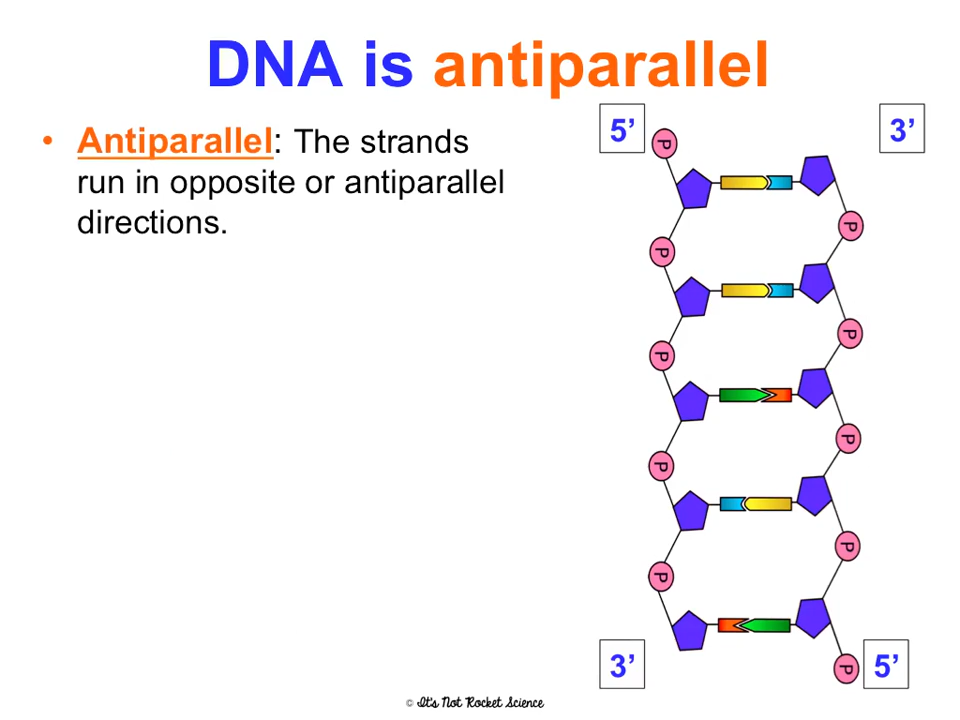 DNA is antiparallel
• Antiparallel: The strands
run in opposite or antiparallel
directions.
5’ 3’
P
P
P
P
P
P
P
P
P
P
3’ 5’
© It's Not Rocket Science